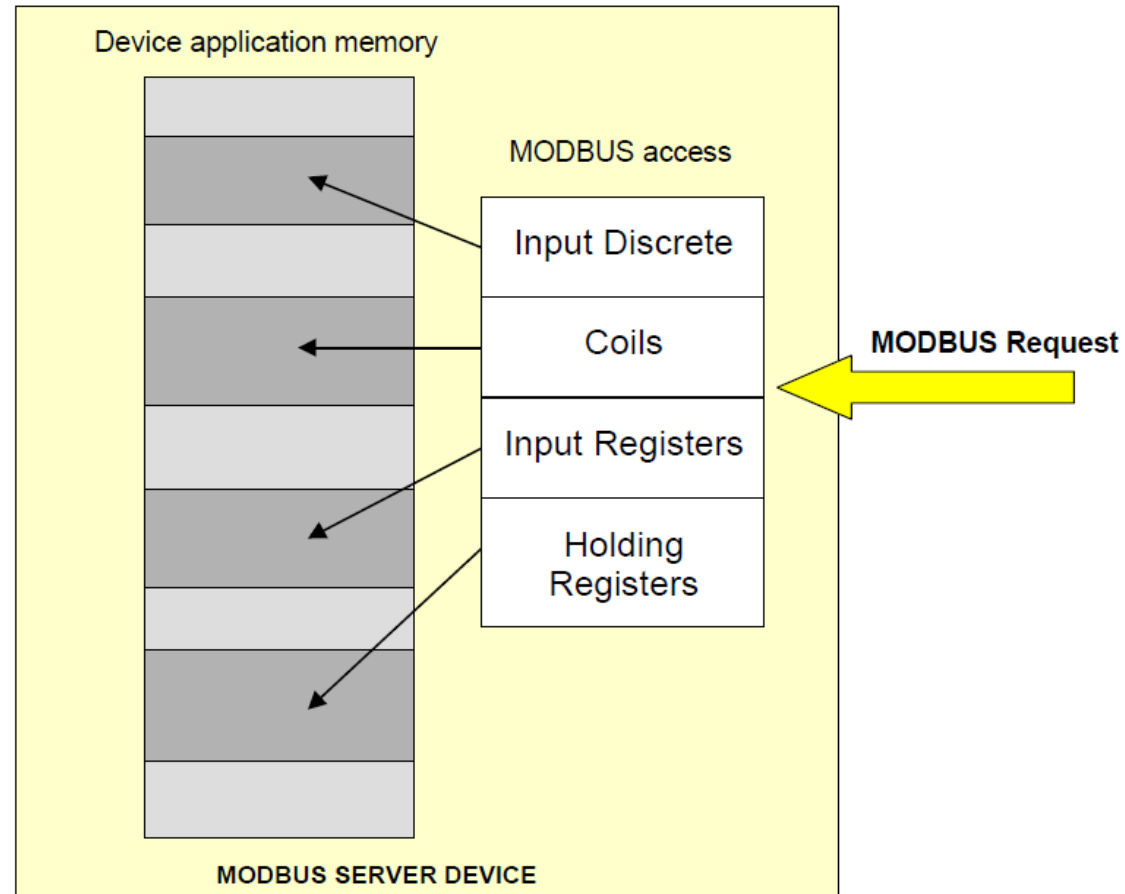 Device application memory
MODBUS access
Input Discrete
Coils
MODBUS Request
Input Registers
Holding
Registers
MODBUS SERVER DEVICE